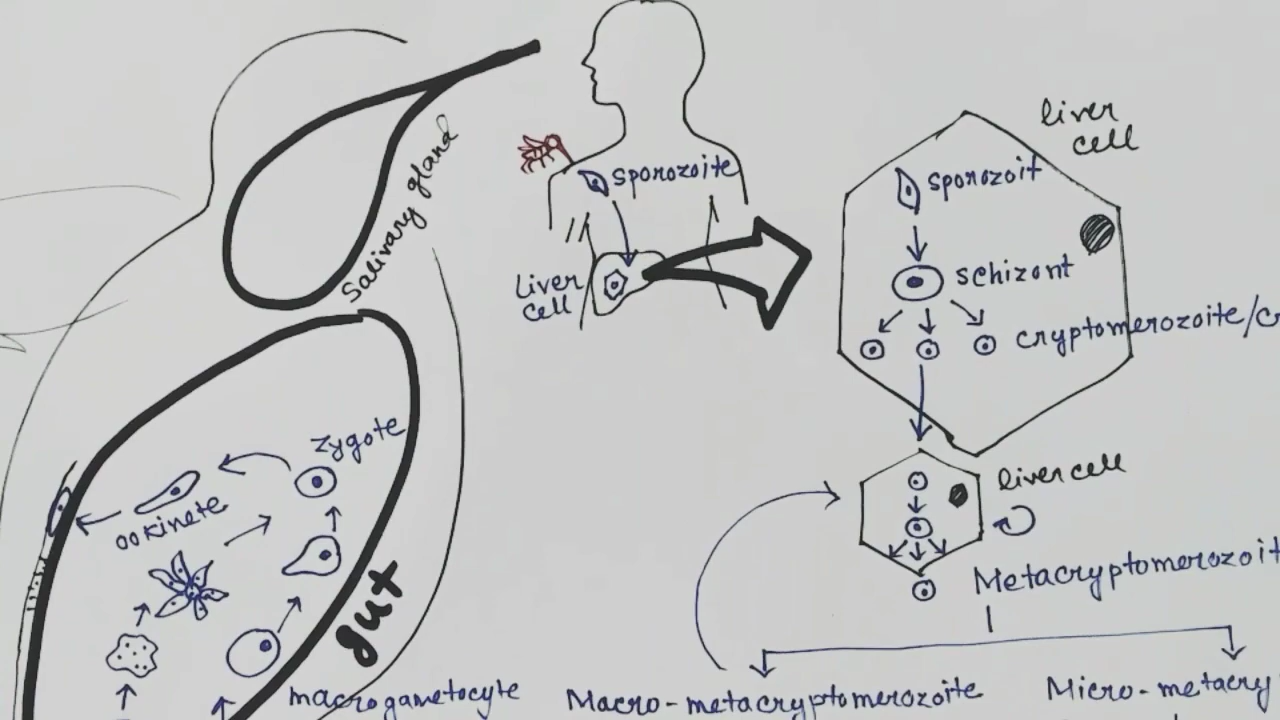 liver
cell
Salivary gland
sporozoite
sporozoit
schizont
Liver
cell
cryptomerozoite/cr
zygote
ookinete
liver cell
Metacryptomerozoit
gut
macrogametocyte
Macro-metacryptomerozoite
Micro-metacry